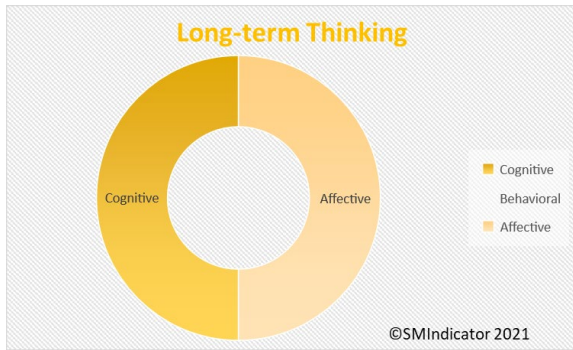 Long-term Thinking
Cognitive
Affective
Cognitive
Behavioral
Affective
©SMIndicator 2021